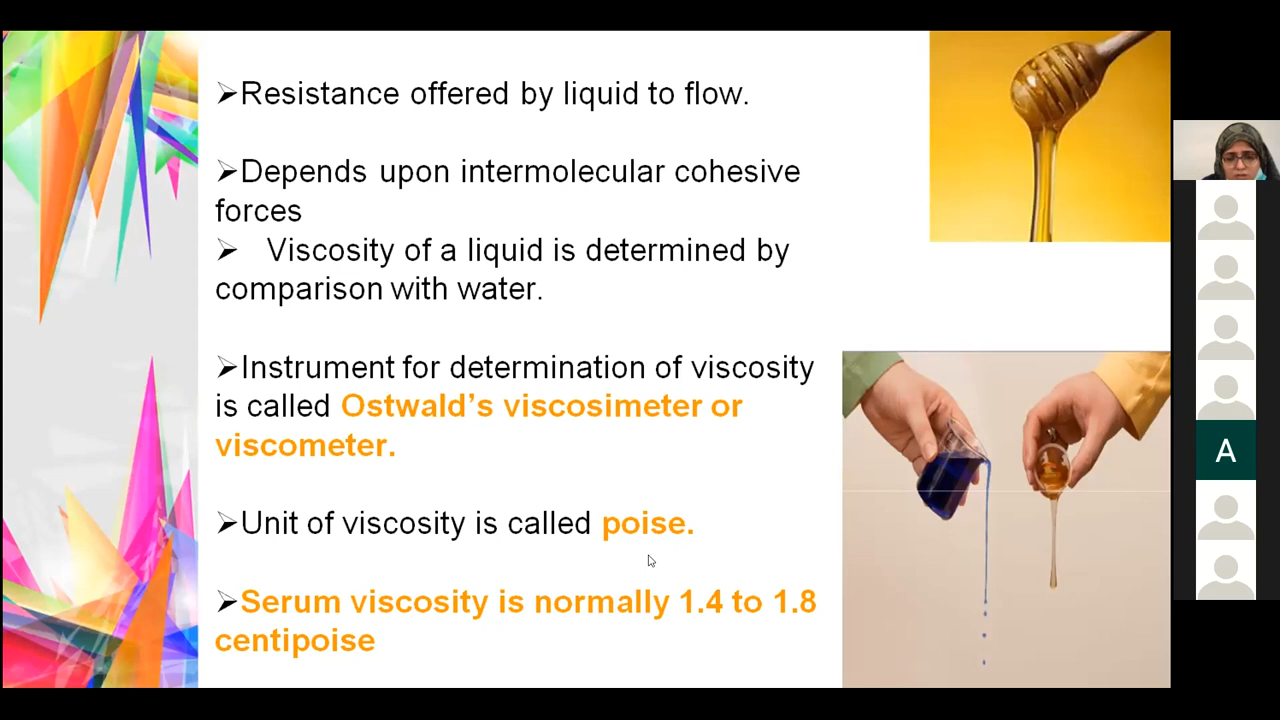 ➢Resistance offered by liquid to flow.
➢Depends upon intermolecular cohesive
forces
➢ Viscosity of a liquid is determined by
comparison with water.
➢Instrument for determination of viscosity
is called Ostwald’s viscosimeter or
viscometer.
➢Unit of viscosity is called poise.
➢Serum viscosity is normally 1.4 to 1.8
centipoise
A